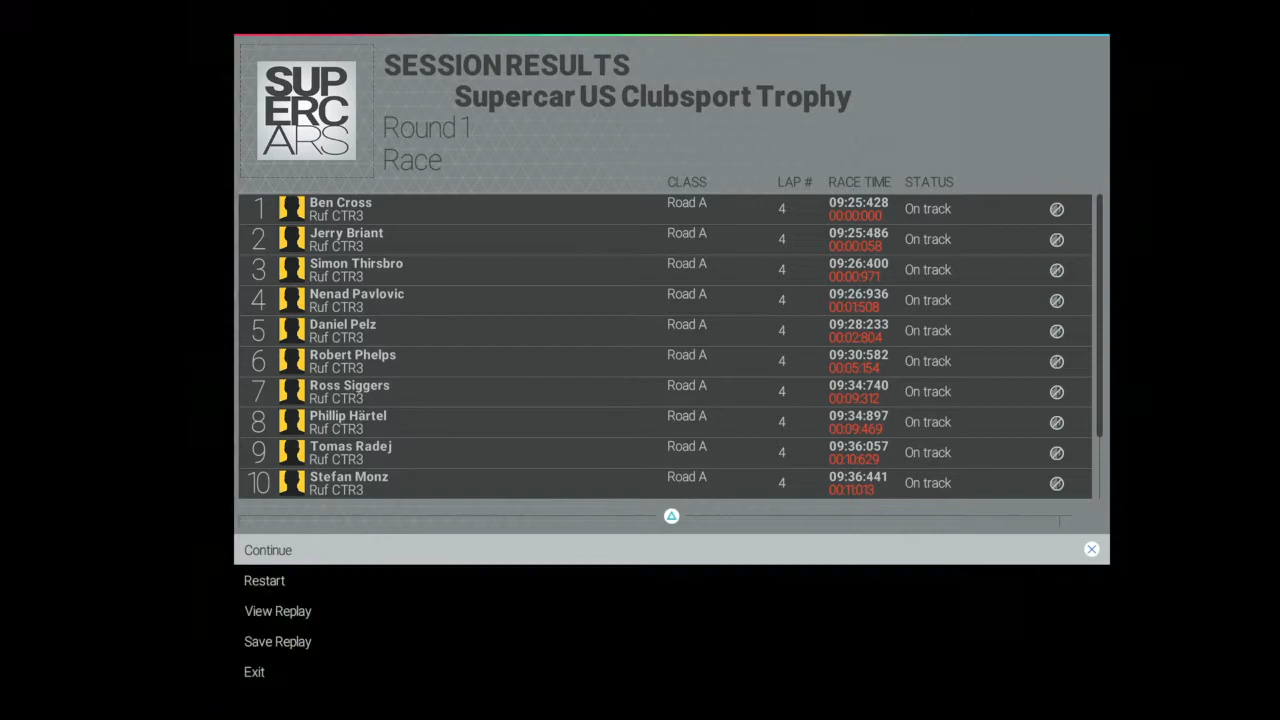 SUP
ERC
ARS
SESSION RESULTS
Supercar US Clubsport Trophy
Round 1
Race
CLASS LAP # RACE TIME STATUS
1 Ben Cross Road A 4 09:25:428 On track
Ruf CTR3 00:00:000
2 Jerry Briant Road A 4 09:25:486 On track
Ruf CTR3 00:00:058
3 Simon Thirsbro Road A 4 09:26:400 On track
Ruf CTR3 00:00:971
4 Nenad Pavlovic Road A 4 09:26:936 On track
Ruf CTR3 00:01:508
5 Daniel Pelz Road A 4 09:28:233 On track
Ruf CTR3 00:02:804
6 Robert Phelps Road A 4 09:30:582 On track
Ruf CTR3 00:05:154
7 Ross Siggers Road A 4 09:34:740 On track
Ruf CTR3 00:09:312
8 Phillip Härtel Road A 4 09:34:897 On track
Ruf CTR3 00:09:469
9 Tomas Radej Road A 4 09:36:057 On track
Ruf CTR3 00:10:629
10 Stefan Monz Road A 4 09:36:441 On track
Ruf CTR3 00:11:013
Continue
Restart
View Replay
Save Replay
Exit